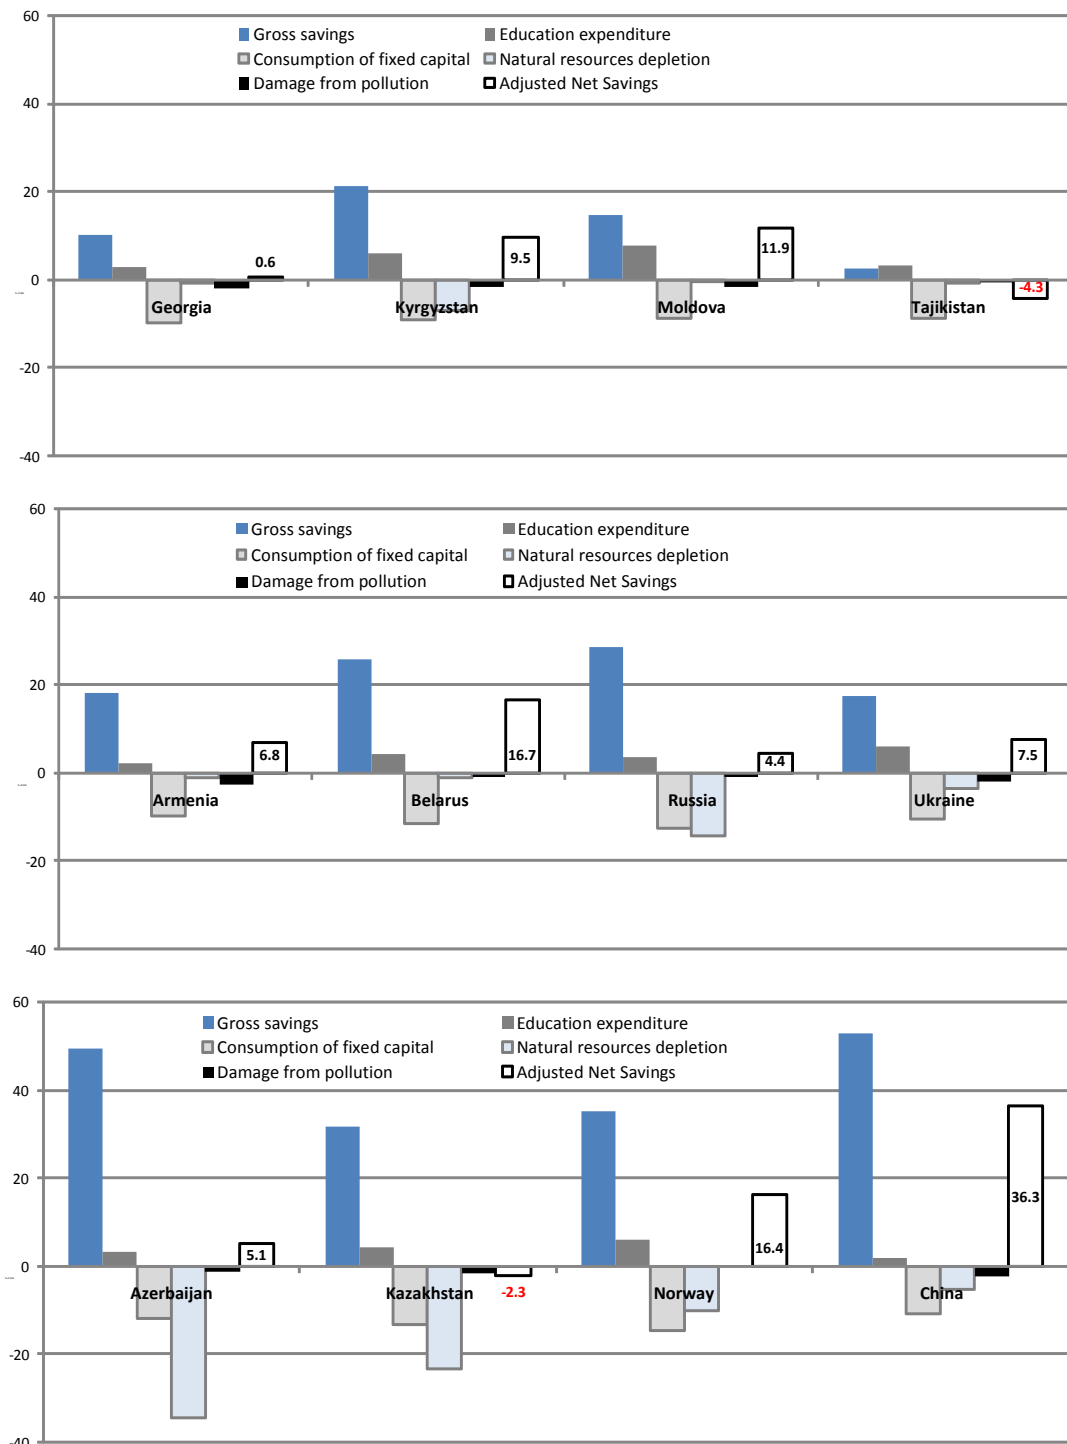 60
Gross savings Education expenditure
Consumption of fixed capital Natural resources depletion
Damage from pollution Adjusted Net Savings
40
20
0.6 9.5 11.9 -4.3
0
Georgia Kyrgyzstan Moldova Tajikistan
-20
-40
60
Gross savings Education expenditure
Consumption of fixed capital Natural resources depletion
Damage from pollution Adjusted Net Savings
40
20
6.8 16.7 4.4 7.5
0
Armenia Belarus Russia Ukraine
-20
-40
60
Gross savings Education expenditure
Consumption of fixed capital Natural resources depletion
Damage from pollution Adjusted Net Savings
40
20
5.1 16.4 36.3
0
Azerbaijan Kazakhstan -2.3 Norway China
-20
-40